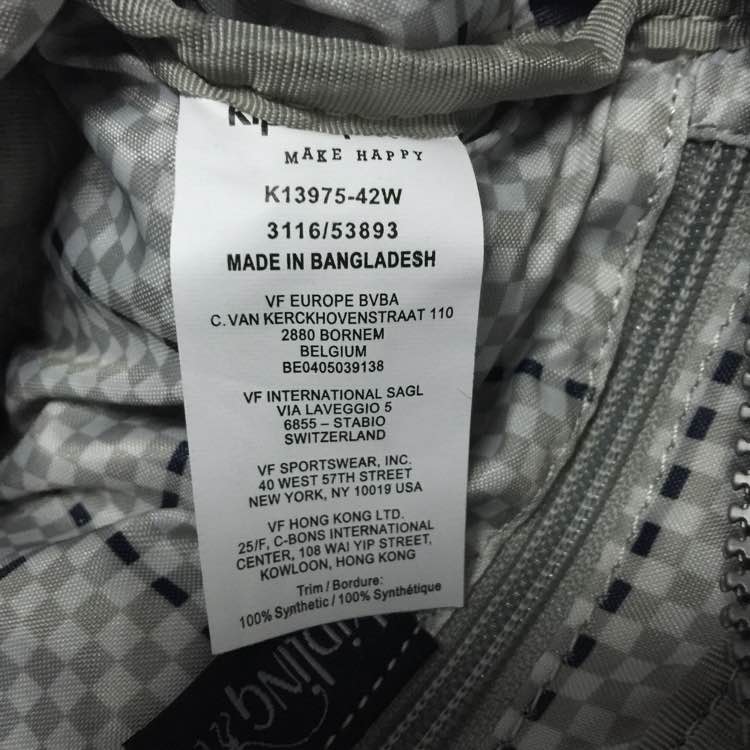 MAKE HAPPY
K13975-42W
3116/53893
MADE IN BANGLADESH
VF EUROPE BVBA
C.VAN KERCKHOVENSTRAAT 110
2880 BORNEM
BELGIUM
BE0405039138
VF INTERNATIONAL SAGL
VIA LAVEGGIO 5
6855 – STABIO
SWITZERLAND
VF SPORTSWEAR, INC.
40 WEST 57TH STREET
NEW YORK, NY 10019 USA
VF HONG KONG LTD.
25/F, C-BONS INTERNATIONAL
CENTER, 108 WAI YIP STREET,
KOWLOON, HONG KONG
Trim / Bordure:
100% Synthetic / 100% Synthétique
Kipling